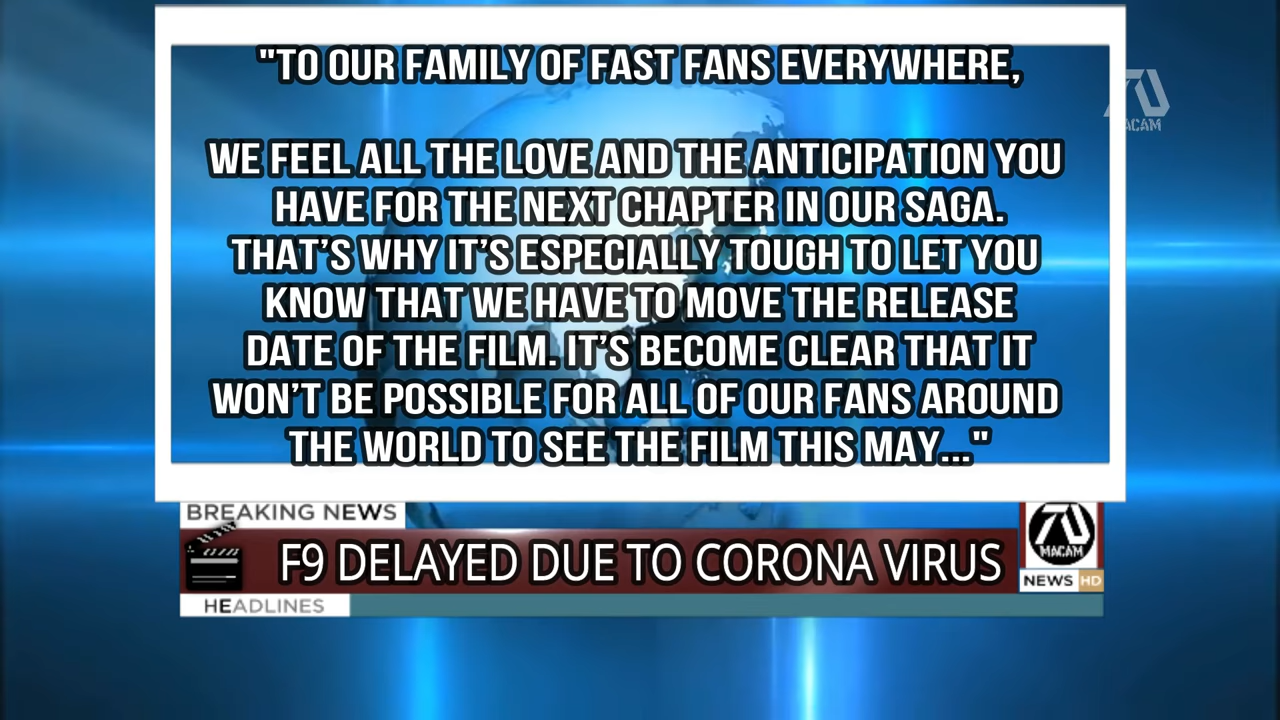 "TO OUR FAMILY OF FAST FANS EVERYWHERE,
WE FEEL ALL THE LOVE AND THE ANTICIPATION YOU
HAVE FOR THE NEXT CHAPTER IN OUR SAGA.
THAT’S WHY IT’S ESPECIALLY TOUGH TO LET YOU
KNOW THAT WE HAVE TO MOVE THE RELEASE
DATE OF THE FILM. IT’S BECOME CLEAR THAT IT
WON’T BE POSSIBLE FOR ALL OF OUR FANS AROUND
THE WORLD TO SEE THE FILM THIS MAY..."
MACAM
BREAKING NEWS
F9 DELAYED DUE TO CORONA VIRUS
MACAM
NEWS HD
HEADLINES